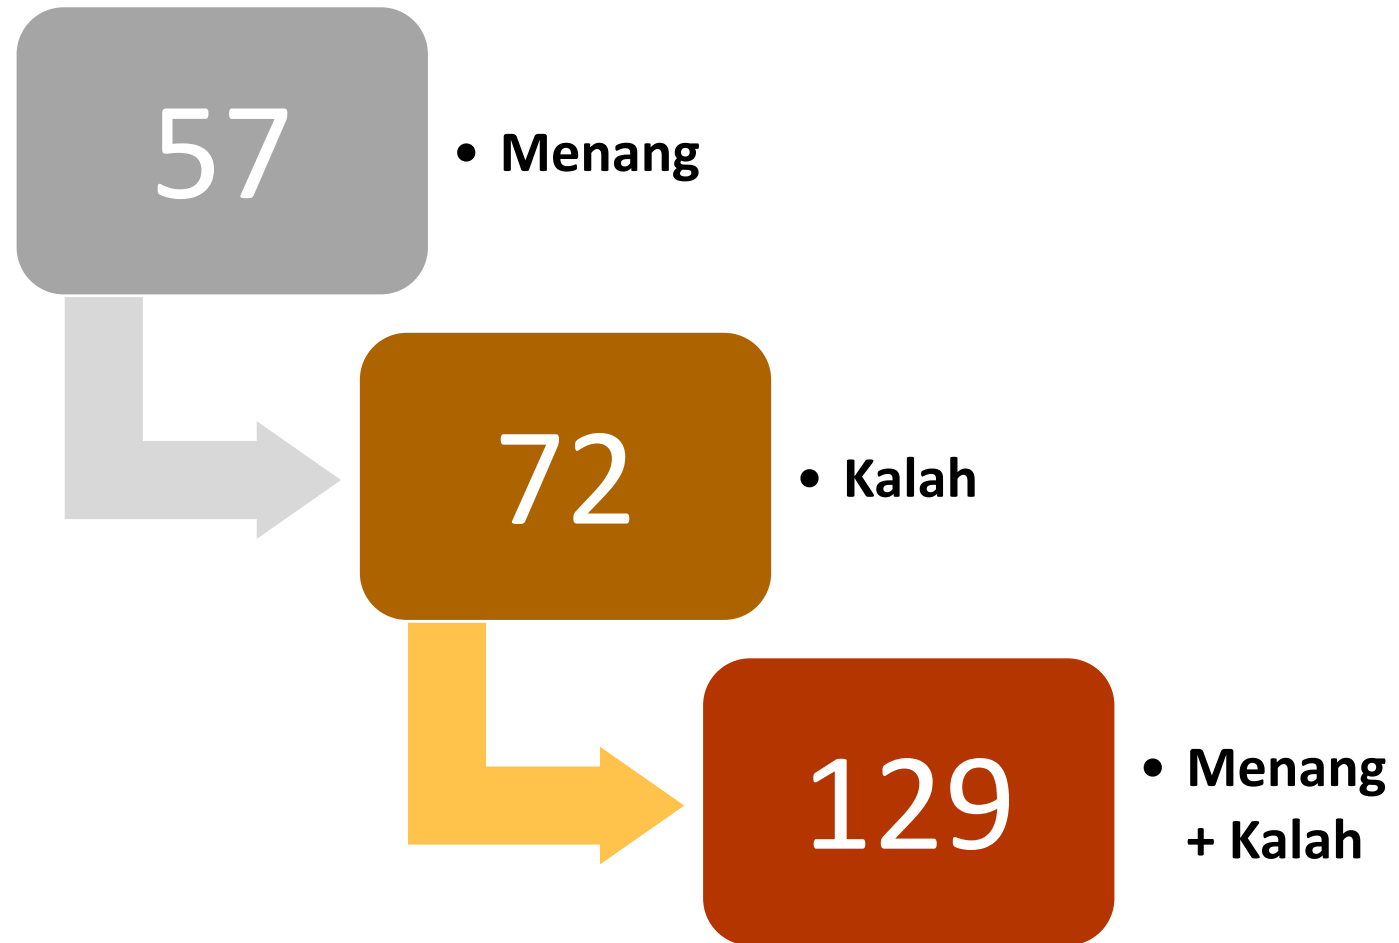 57
• Menang
72
• Kalah
129
• Menang
+ Kalah